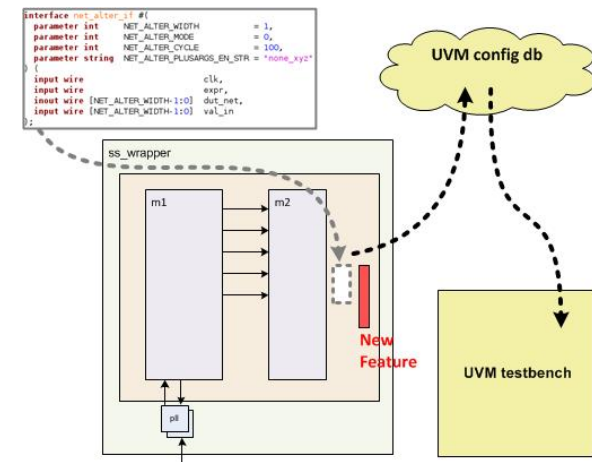 interface net_alter_if #(
parameter int NET_ALTER_WIDTH = 1,
parameter int NET_ALTER_MODE = 0,
parameter int NET_ALTER_CYCLE = 100,
parameter string NET_ALTER_PLUSARGS_EN_STR = "none_xyz"
) (
input wire clk,
input wire expr,
inout wire [NET_ALTER_WIDTH-1:0] dut_net,
input wire [NET_ALTER_WIDTH-1:0] val_in
);
UVM config db
ss_wrapper
m1
m2
New
Feature
UVM testbench
pll